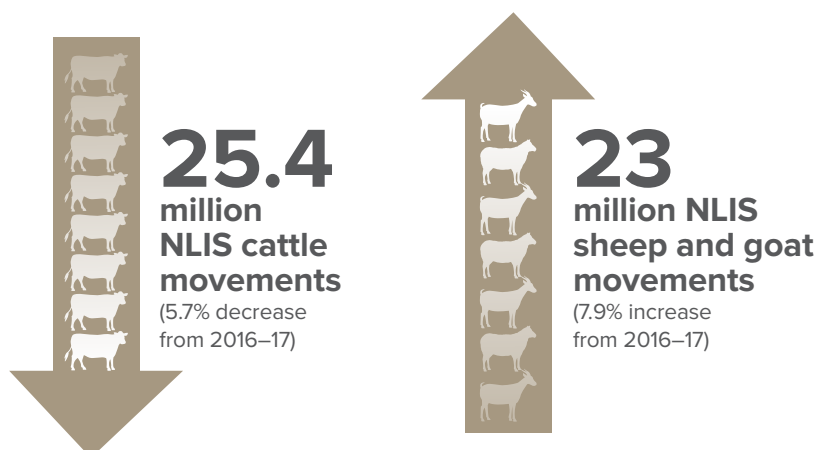 25.4
million
NLIS cattle
movements
(5.7% decrease
from 2016–17)
23
million NLIS
sheep and goat
movements
(7.9% increase
from 2016–17)